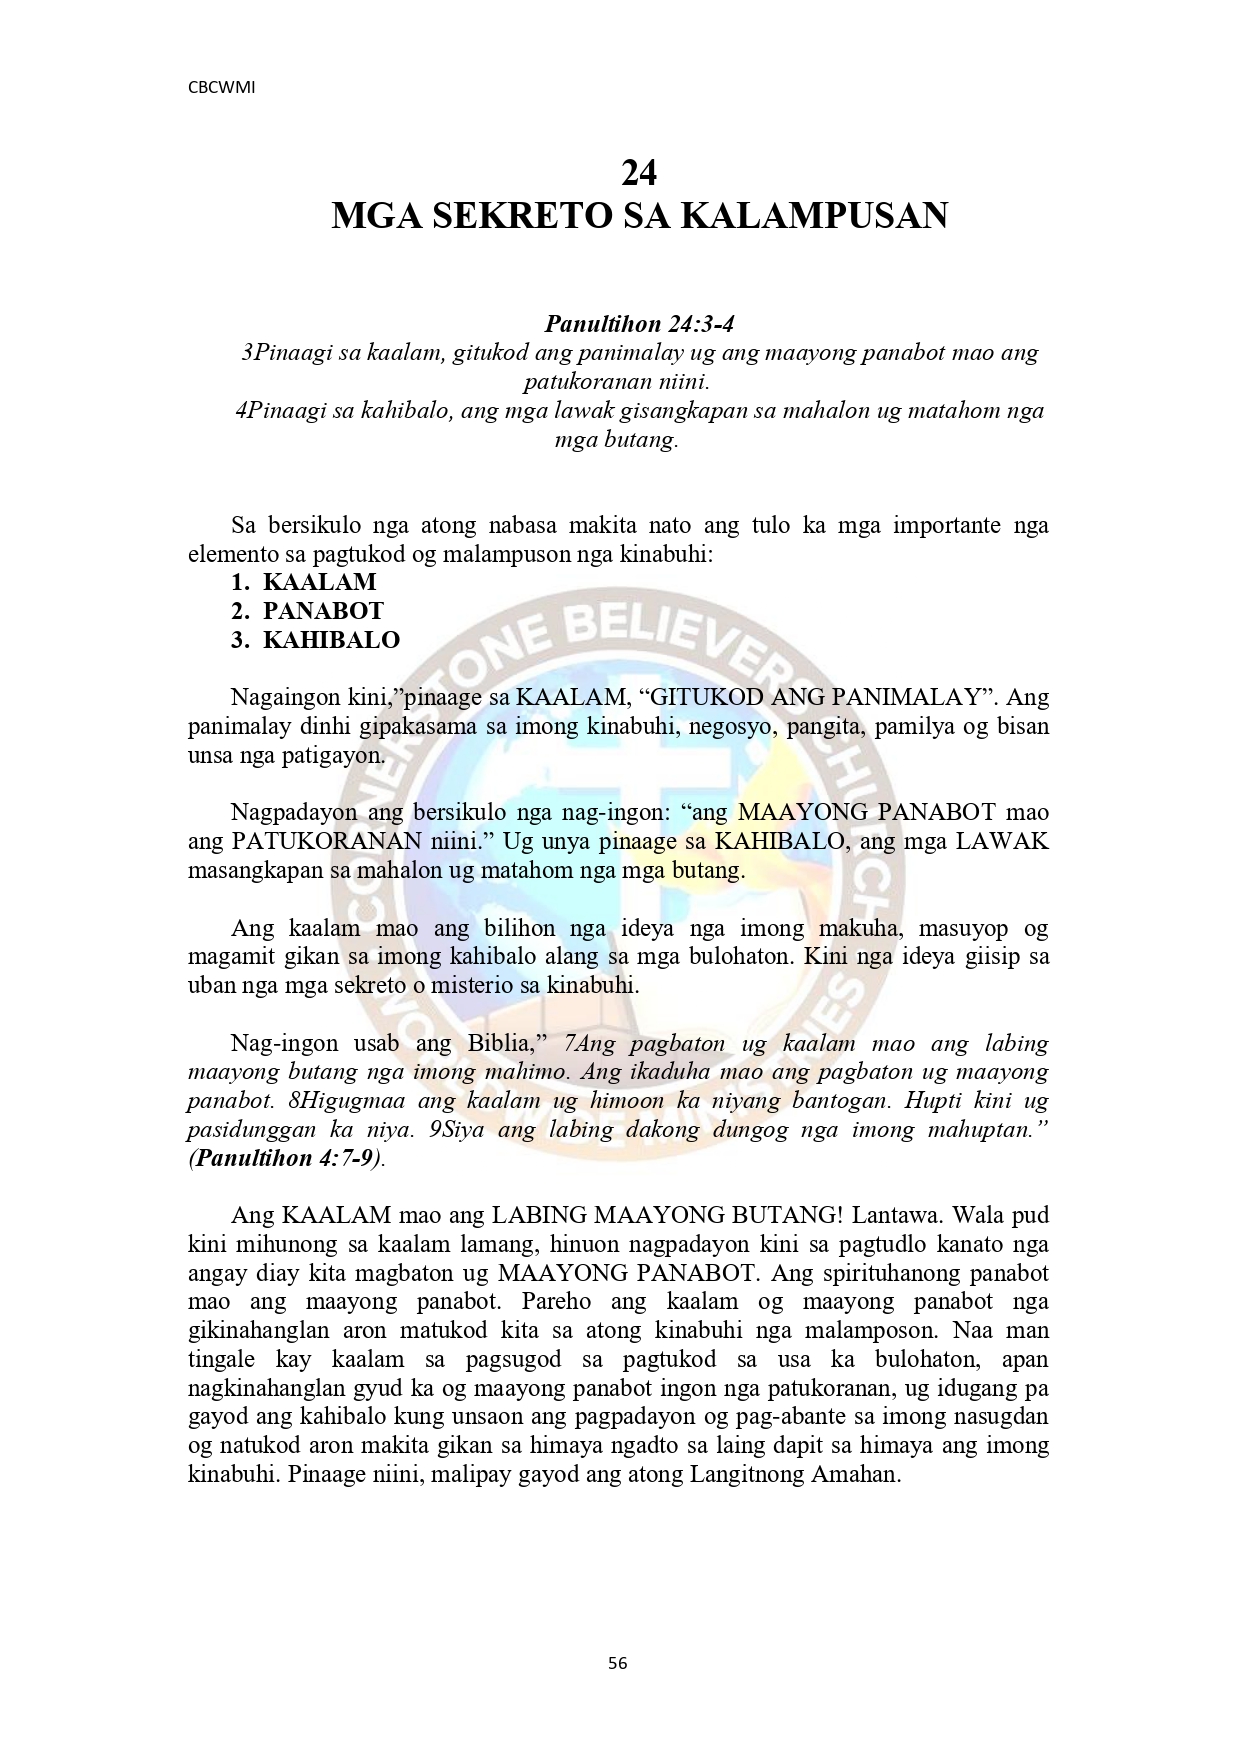 CBCWMI
24
MGA SEKRETO SA KALAMPUSAN
Panultihon 24:3-4
3Pinaagi sa kaalam, gitukod ang panimalay ug ang maayong panabot mao ang
patukoranan niini.
4Pinaagi sa kahibalo, ang mga lawak gisangkapan sa mahalon ug matahom nga
mga butang.
Sa bersikulo nga atong nabasa makita nato ang tulo ka mga importante nga
elemento sa pagtukod og malampuson nga kinabuhi:
1. KAALAM
2. PANABOT
3. KAHIBALO
Nagaingon kini,”pinaage sa KAALAM, “GITUKOD ANG PANIMALAY”. Ang
panimalay dinhi gipakasama sa imong kinabuhi, negosyo, pangita, pamilya og bisan
unsa nga patigayon.
Nagpadayon ang bersikulo nga nag-ingon: “ang MAAYONG PANABOT mao
ang PATUKORANAN niini.” Ug unya pinaage sa KAHIBALO, ang mga LAWAK
masangkapan sa mahalon ug matahom nga mga butang.
Ang kaalam mao ang bilihon nga ideya nga imong makuha, masuyop og
magamit gikan sa imong kahibalo alang sa mga bulohaton. Kini nga ideya giisip sa
uban nga mga sekreto o misterio sa kinabuhi.
Nag-ingon usab ang Biblia,” 7Ang pagbaton ug kaalam mao ang labing
maayong butang nga imong mahimo. Ang ikaduha mao ang pagbaton ug maayong
panabot. 8Higugmaa ang kaalam ug himoon ka niyang bantogan. Hupti kini ug
pasidunggan ka niya. 9Siya ang labing dakong dungog nga imong mahuptan.”
(Panultihon 4:7-9).
Ang KAALAM mao ang LABING MAAYONG BUTANG! Lantawa. Wala pud
kini mihunong sa kaalam lamang, hinuon nagpadayon kini sa pagtudlo kanato nga
angay diay kita magbaton ug MAAYONG PANABOT. Ang spirituhanong panabot
mao ang maayong panabot. Pareho ang kaalam og maayong panabot nga
gikinahanglan aron matukod kita sa atong kinabuhi nga malamposon. Naa man
tingale kay kaalam sa pagsugod sa pagtukod sa usa ka bulohaton, apan
nagkinahanglan gyud ka og maayong panabot ingon nga patukoranan, ug idugang pa
gayod ang kahibalo kung unsaon ang pagpadayon og pag-abante sa imong nasugdan
og natukod aron makita gikan sa himaya ngadto sa laing dapit sa himaya ang imong
kinabuhi. Pinaage niini, malipay gayod ang atong Langitnong Amahan.
CORNERSTONE BELIEVERS CHURCH
WORLDWIDE MINISTRIES
56